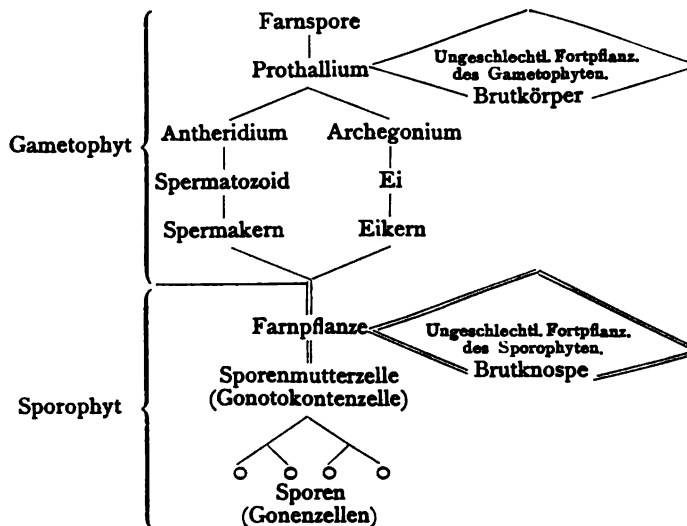 Farnspore
Prothallium
Ungeschlechtl. Fortpflanz.
des Gametophyten.
Brutkörper
Gametophyt
Antheridium
Archegonium
Spermatozoid
Ei
Spermakern
Eikern
Farnpflanze
Ungeschlechtl. Fortpflanz.
des Sporophyten.
Brutknospe
Sporophyt
Sporenmutterzelle
(Gonotokontenzelle)
Sporen
(Gonenzellen)